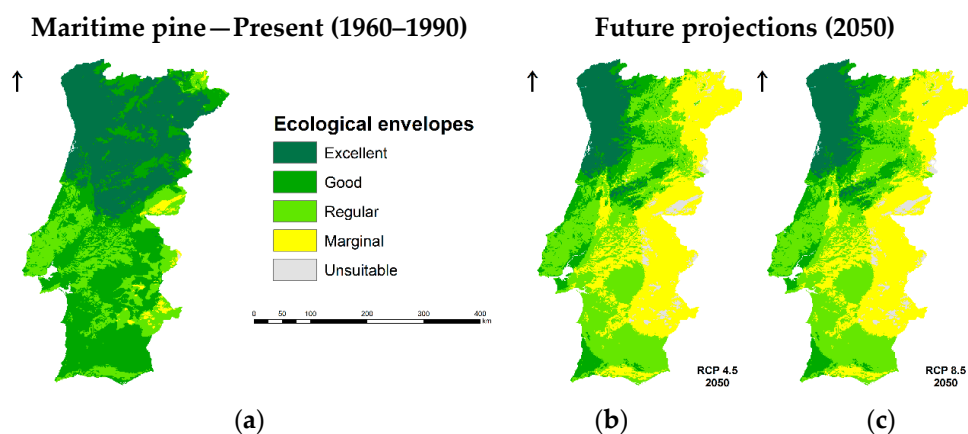 Maritime pine—Present (1960–1990)
Future projections (2050)
Ecological envelopes
Excellent
Good
Regular
Marginal
Unsuitable
0 50 100 200 300 400
km
RCP 4.5
2050
RCP 8.5
2050
(a)
(b)
(c)